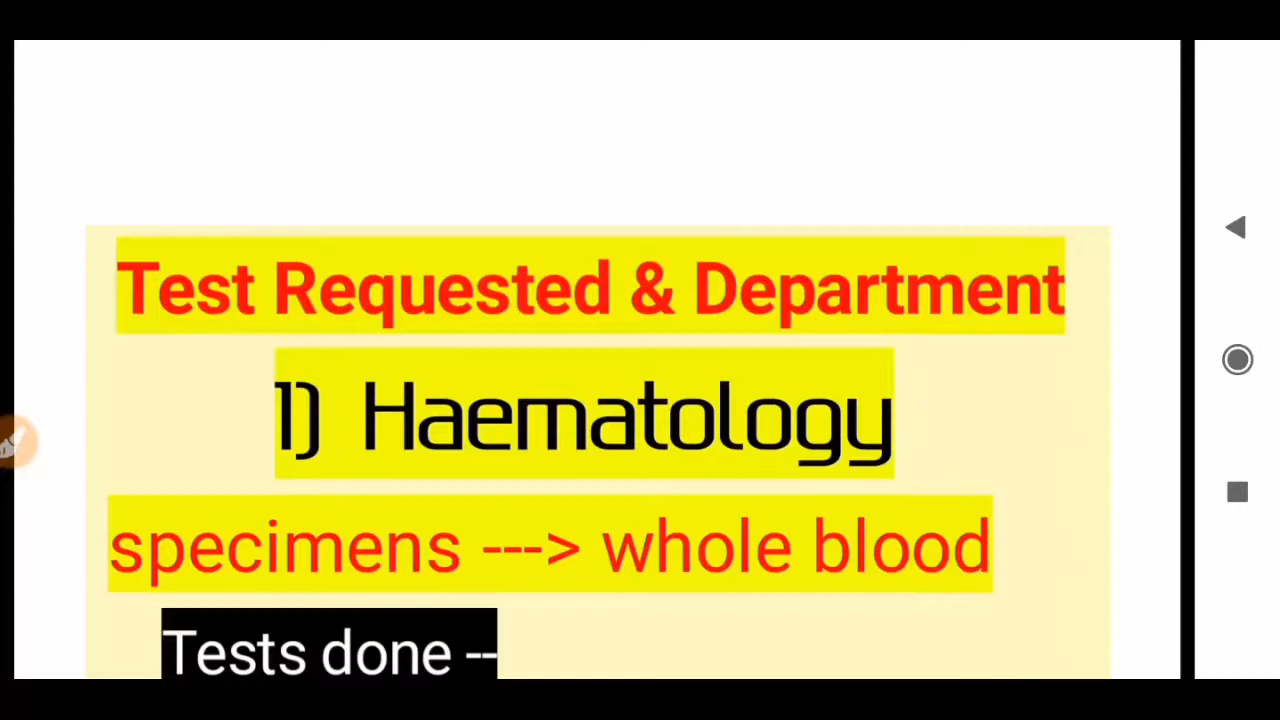 Test Requested & Department
1) Haematology
specimens ---> whole blood
Tests done --